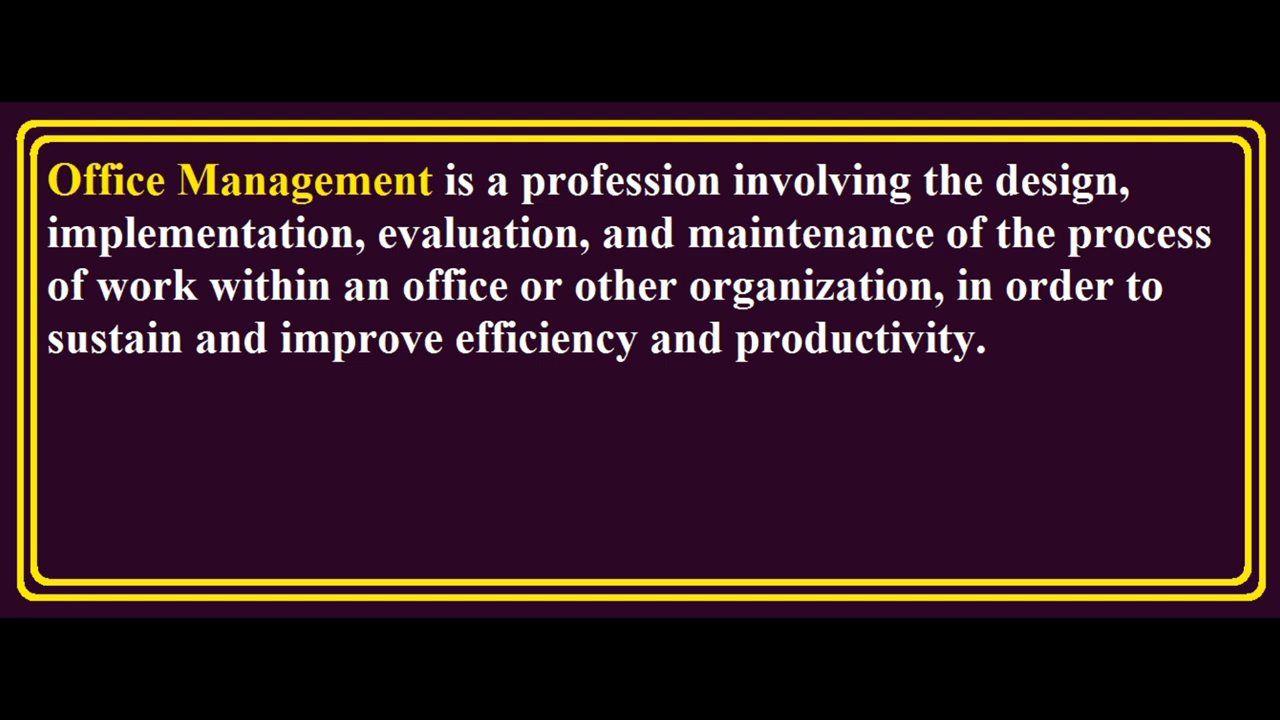 Office Management is a profession involving the design,
implementation, evaluation, and maintenance of the process
of work within an office or other organization, in order to
sustain and improve efficiency and productivity.